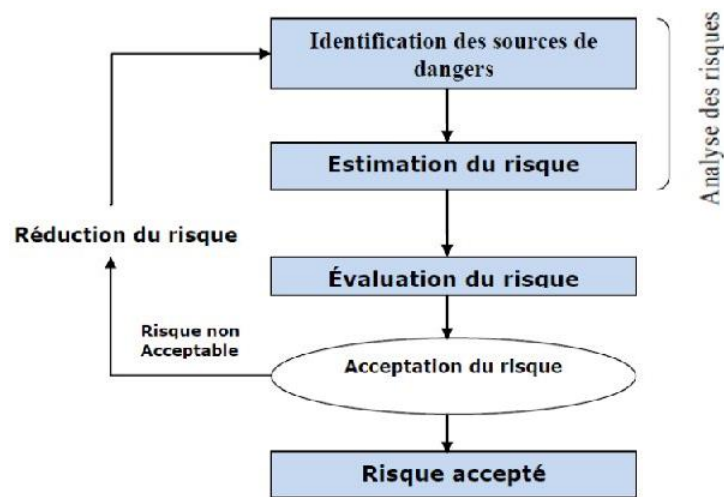 Identification des sources de
dangers
Analyse des risques
Estimation du risque
Réduction du risque
Évaluation du risque
Risque non
Acceptable
Acceptation du risque
Risque accepté